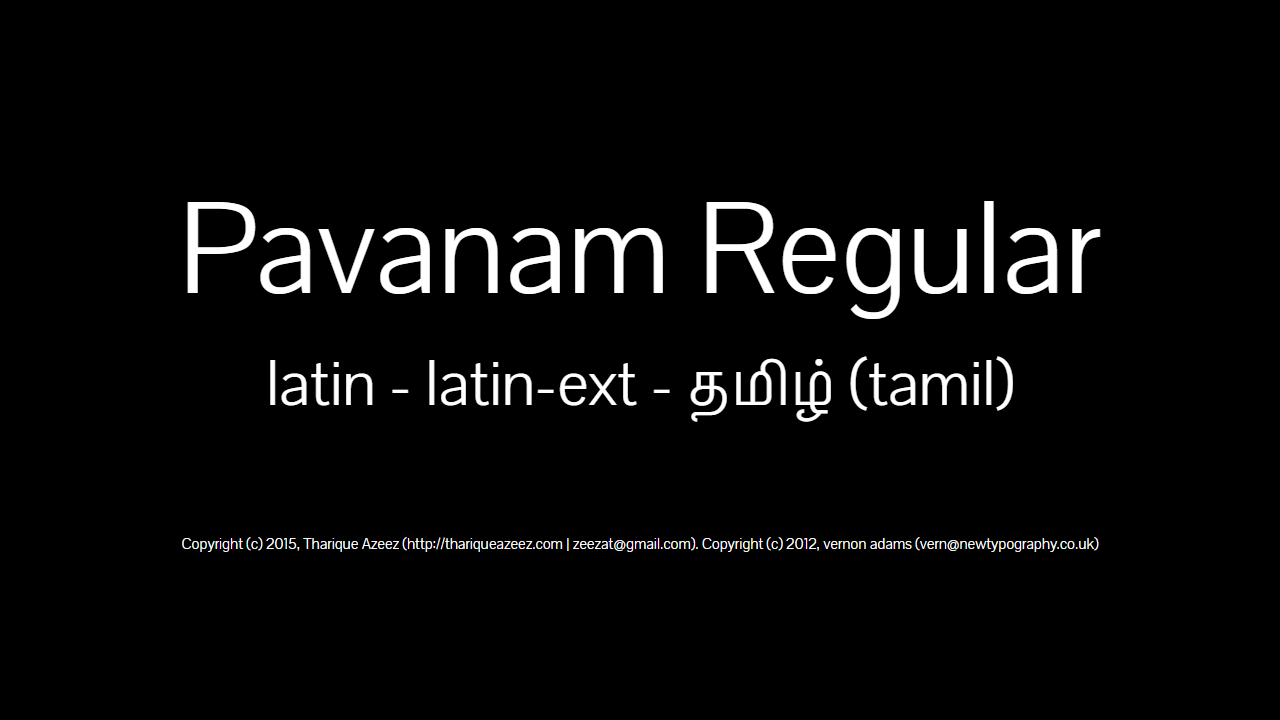 Pavanam Regular
latin - latin-ext - தமிழ் (tamil)
Copyright (c) 2015, Tharique Azeez (http://thariqueazeez.com | zeezat@gmail.com). Copyright (c) 2012, vernon adams (vern@newtypography.co.uk)